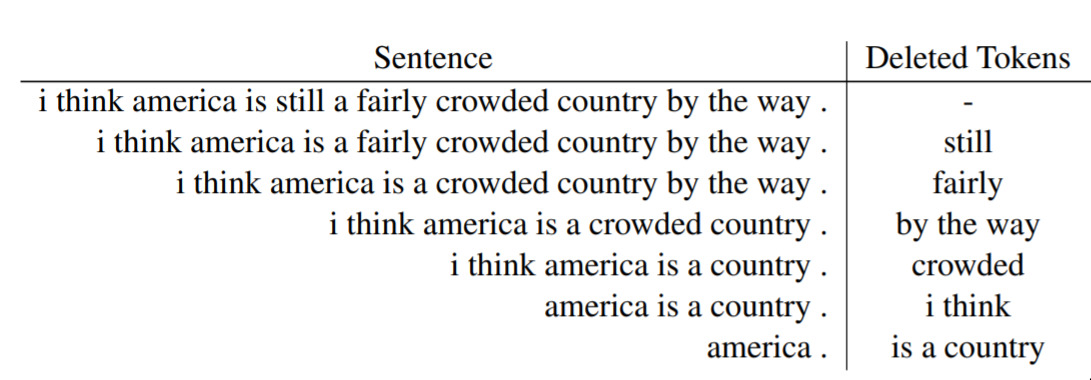 Sentence Deleted Tokens
i think america is still a fairly crowded country by the way . -
i think america is a fairly crowded country by the way . still
i think america is a crowded country by the way . fairly
i think america is a crowded country . by the way
i think america is a country . crowded
america is a country . i think
america . is a country